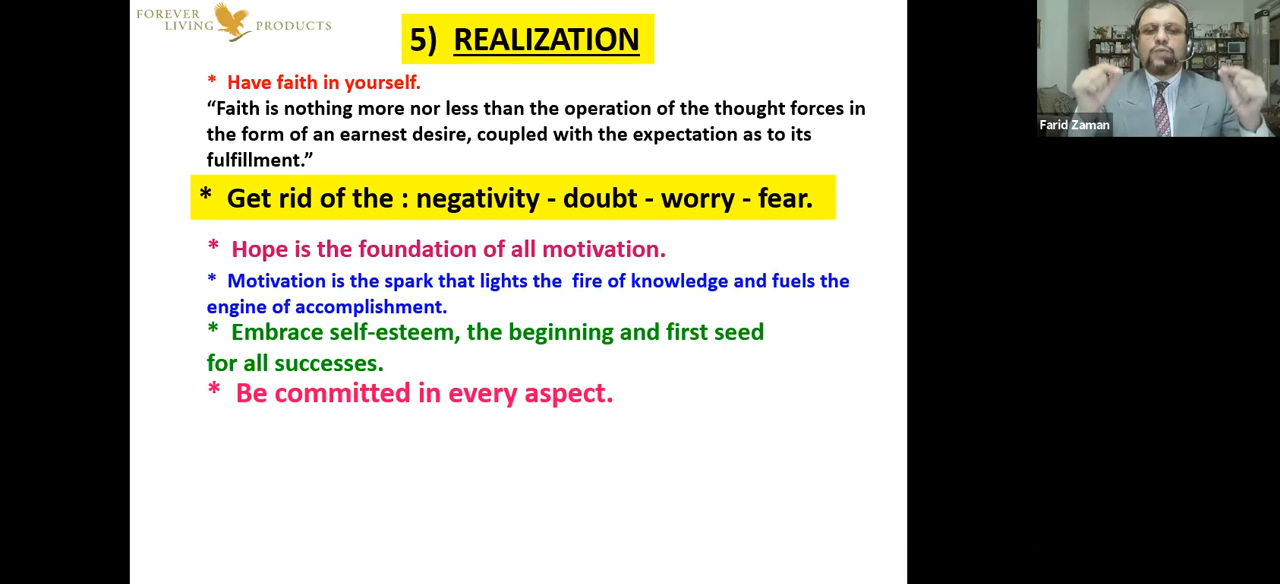 FOREVER
LIVING PRODUCTS
5) REALIZATION
* Have faith in yourself.
“Faith is nothing more nor less than the operation of the thought forces in
the form of an earnest desire, coupled with the expectation as to its
fulfillment.”
* Get rid of the : negativity - doubt - worry - fear.
* Hope is the foundation of all motivation.
* Motivation is the spark that lights the fire of knowledge and fuels the
engine of accomplishment.
* Embrace self-esteem, the beginning and first seed
for all successes.
* Be committed in every aspect.
Farid Zaman